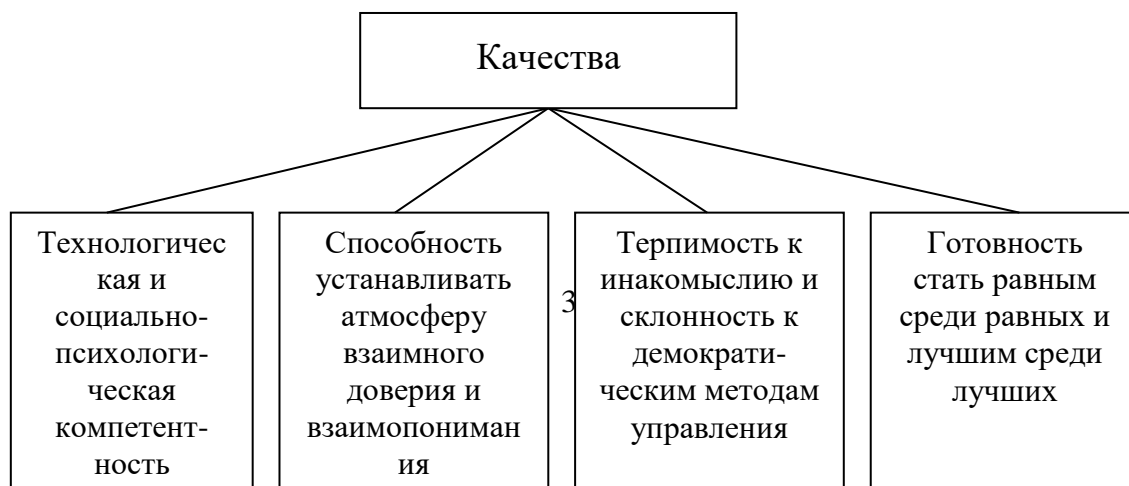 Качества
Технологичес
кая и
социально-
психологи-
ческая
компетент-
ность
Способность
устанавливать
атмосферу
взаимного
доверия и
взаимопониман
ия
3
Терпимость к
инакомыслию и
склонность к
демократи-
ческим методам
управления
Готовность
стать равным
среди равных и
лучшим среди
лучших